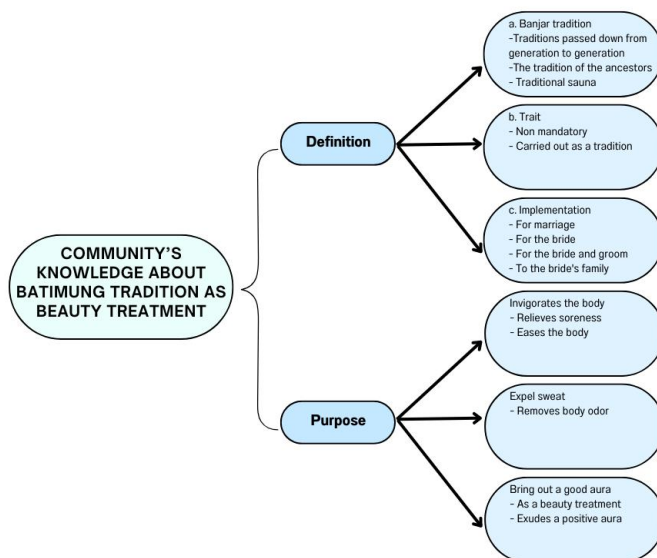 COMMUNITY'S
KNOWLEDGE ABOUT
BATIMUNG TRADITION AS
BEAUTY TREATMENT
Definition
a. Banjar tradition
-Traditions passed down from
generation to generation
-The tradition of the ancestors
- Traditional sauna
b. Trait
- Non mandatory
- Carried out as a tradition
c. Implementation
- For marriage
- For the bride
- For the bride and groom
- To the bride's family
Purpose
Invigorates the body
- Relieves soreness
- Eases the body
Expel sweat
- Removes body odor
Bring out a good aura
- As a beauty treatment
- Exudes a positive aura